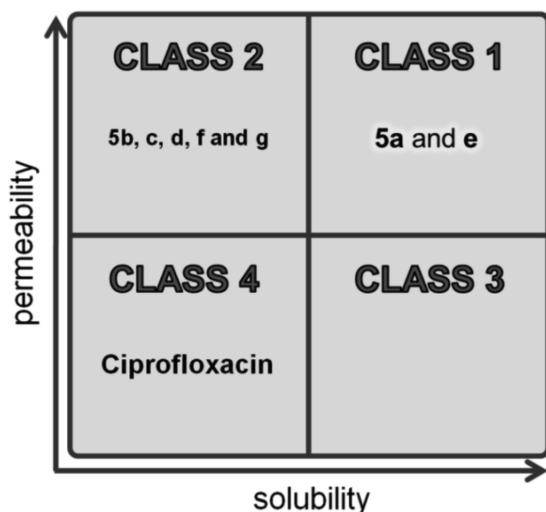 CLASS 2
CLASS 1
5b, c, d, f and g
5a and e
CLASS 4
CLASS 3
Ciprofloxacin
permeability
solubility